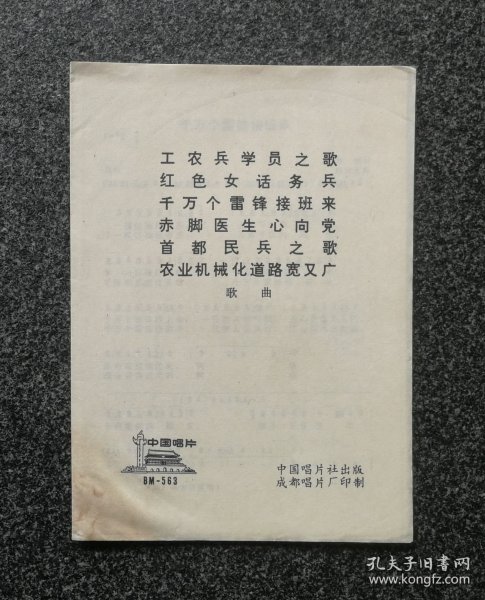 工农兵学员之歌
红色女话务兵
千万个雷锋接班来
赤脚医生心向党
首都民兵之歌
农业机械化道路宽又广
歌曲
中国唱片
BM-563
中国唱片社出版
成都唱片厂印制
孔夫子旧书网
www.kongfz.com